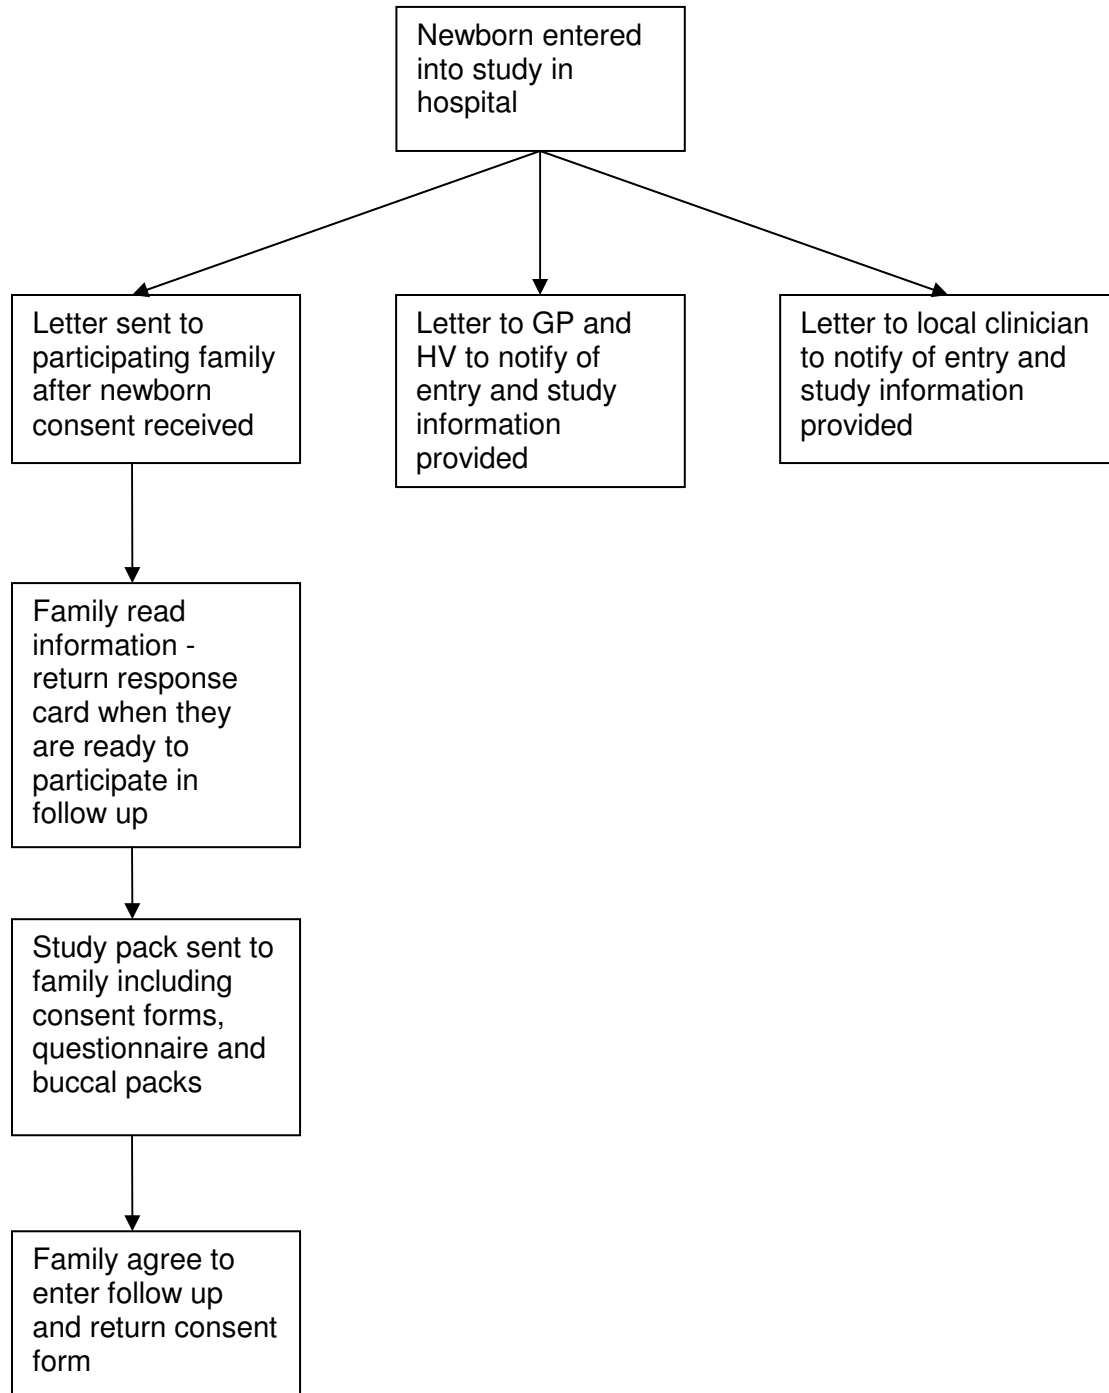 Newborn entered
into study in
hospital
Letter sent to
participating family
after newborn
consent received
Letter to GP and
HV to notify of
entry and study
information
provided
Letter to local clinician
to notify of entry and
study information
provided
Family read
information -
return response
card when they
are ready to
participate in
follow up
Study pack sent to
family including
consent forms,
questionnaire and
buccal packs
Family agree to
enter follow up
and return consent
form